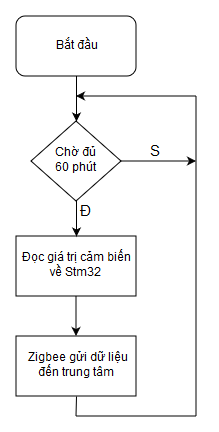 Bắt đầu
Chờ đủ
60 phút
S
Đ
Đọc giá trị cảm biến
về Stm32
Zigbee gửi dữ liệu
đến trung tâm